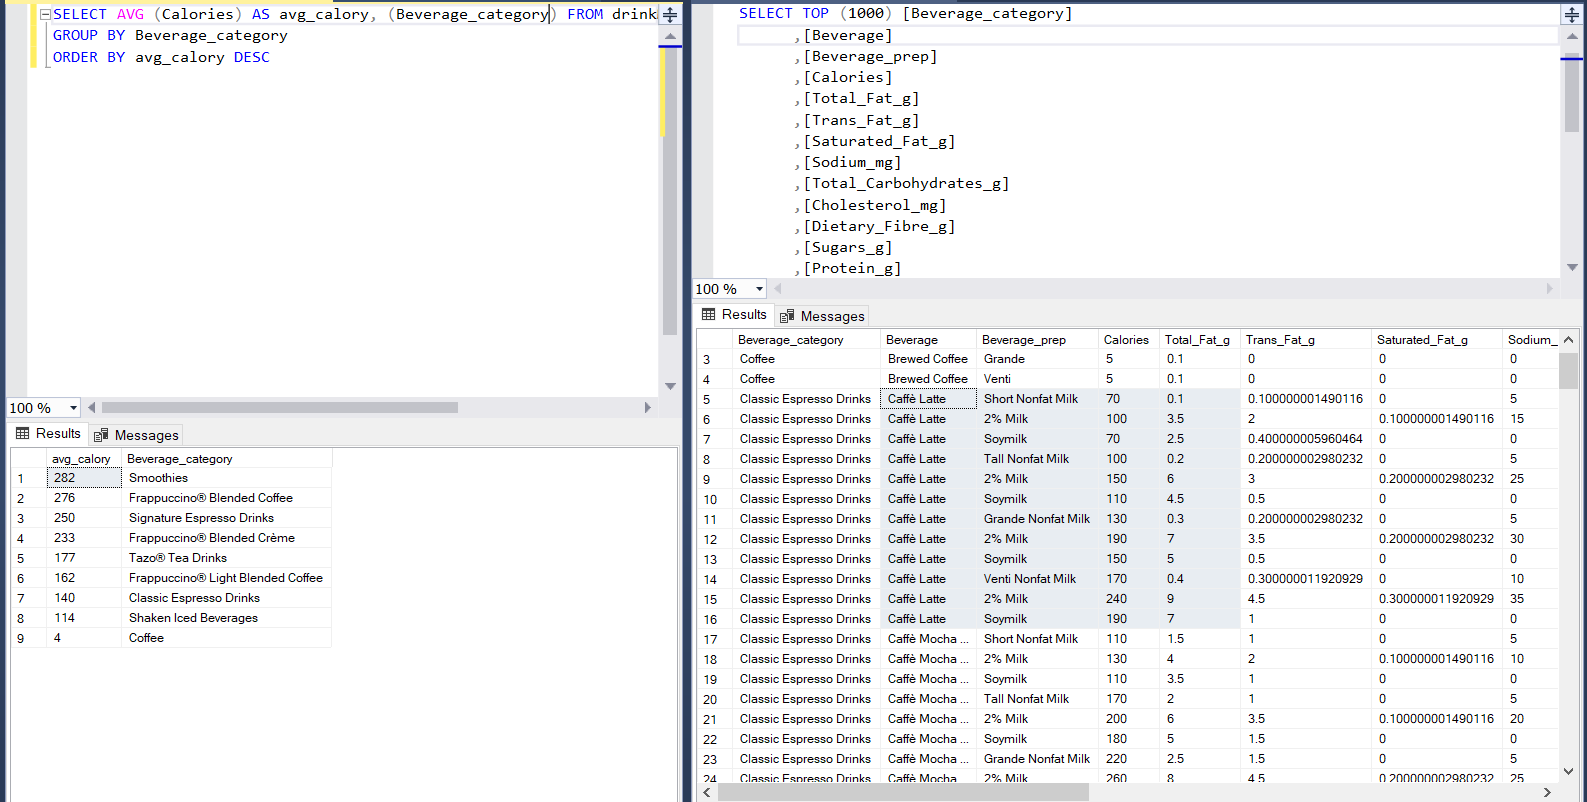 SELECT AVG (Calories) AS avg_calory, (Beverage_category) FROM drink
GROUP BY Beverage_category
ORDER BY avg_calory DESC
100 %
Results Messages
avg_calory Beverage_category
1 282 Smoothies
2 276 Frappuccino® Blended Coffee
3 250 Signature Espresso Drinks
4 233 Frappuccino® Blended Crème
5 177 Tazo® Tea Drinks
6 162 Frappuccino® Light Blended Coffee
7 140 Classic Espresso Drinks
8 114 Shaken Iced Beverages
9 4 Coffee
SELECT TOP (1000) [Beverage_category]
,[Beverage]
,[Beverage_prep]
,[Calories]
,[Total_Fat_g]
,[Trans_Fat_g]
,[Saturated_Fat_g]
,[Sodium_mg]
,[Total_Carbohydrates_g]
,[Cholesterol_mg]
,[Dietary_Fibre_g]
,[Sugars_g]
,[Protein_g]
100 %
Results Messages
Beverage_category Beverage Beverage_prep Calories Total_Fat_g Trans_Fat_g Saturated_Fat_g Sodium_
3 Coffee Brewed Coffee Grande 5 0.1 0 0 0
4 Coffee Brewed Coffee Venti 5 0.1 0 0 0
5 Classic Espresso Drinks Caffè Latte Short Nonfat Milk 70 0.1 0.100000001490116 0 5
6 Classic Espresso Drinks Caffè Latte 2% Milk 100 3.5 2 0.100000001490116 15
7 Classic Espresso Drinks Caffè Latte Soymilk 70 2.5 0.400000005960464 0 0
8 Classic Espresso Drinks Caffè Latte Tall Nonfat Milk 100 0.2 0.200000002980232 0 5
9 Classic Espresso Drinks Caffè Latte 2% Milk 150 6 3 0.200000002980232 25
10 Classic Espresso Drinks Caffè Latte Soymilk 110 4.5 0.5 0 0
11 Classic Espresso Drinks Caffè Latte Grande Nonfat Milk 130 0.3 0.200000002980232 0 5
12 Classic Espresso Drinks Caffè Latte 2% Milk 190 7 3.5 0.200000002980232 30
13 Classic Espresso Drinks Caffè Latte Soymilk 150 5 0.5 0 0
14 Classic Espresso Drinks Caffè Latte Venti Nonfat Milk 170 0.4 0.300000011920929 0 10
15 Classic Espresso Drinks Caffè Latte 2% Milk 240 9 4.5 0.300000011920929 35
16 Classic Espresso Drinks Caffè Latte Soymilk 190 7 1 0 0
17 Classic Espresso Drinks Caffè Mocha ... Short Nonfat Milk 110 1.5 1 0 5
18 Classic Espresso Drinks Caffè Mocha ... 2% Milk 130 4 2 0.100000001490116 10
19 Classic Espresso Drinks Caffè Mocha ... Soymilk 110 3.5 1 0 0
20 Classic Espresso Drinks Caffè Mocha ... Tall Nonfat Milk 170 2 1 0 5
21 Classic Espresso Drinks Caffè Mocha ... 2% Milk 200 6 3.5 0.100000001490116 20
22 Classic Espresso Drinks Caffè Mocha ... Soymilk 180 5 1.5 0 0
23 Classic Espresso Drinks Caffè Mocha ... Grande Nonfat Milk 220 2.5 1.5 0 5
24 Classic Espresso Drinks Caffè Mocha 2% Milk 260 8 4.5 0.200000002980232 25